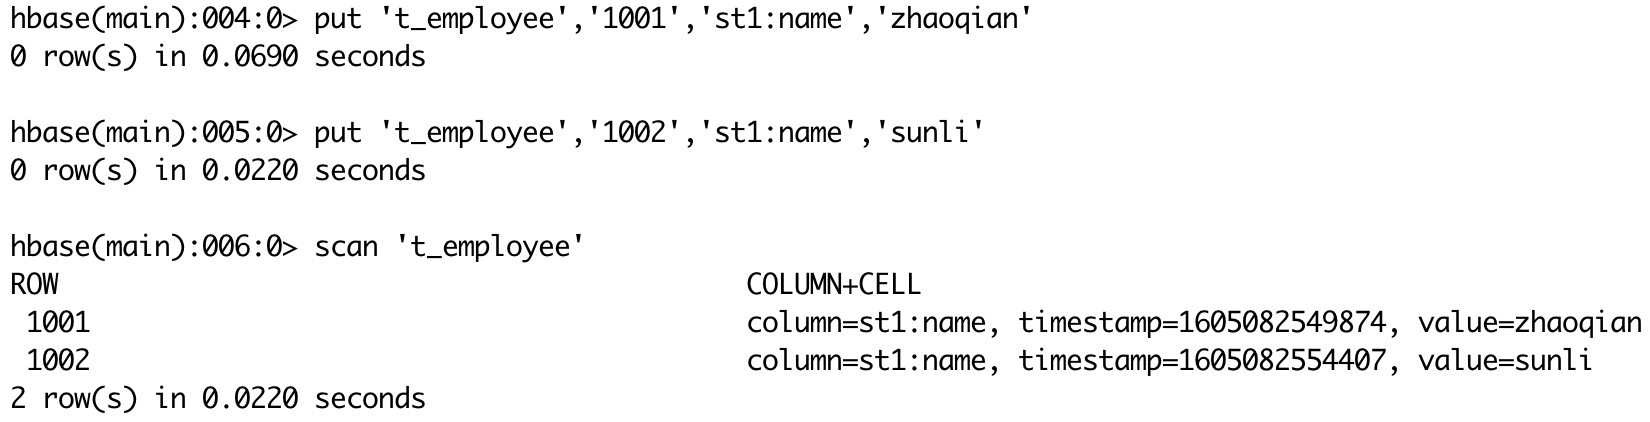 hbase(main):004:0> put 't_employee','1001','st1:name','zhaoqian'
0 row(s) in 0.0690 seconds
hbase(main):005:0> put 't_employee','1002','st1:name','sunli'
0 row(s) in 0.0220 seconds
hbase(main):006:0> scan 't_employee'
ROW COLUMN+CELL
1001 column=st1:name, timestamp=1605082549874, value=zhaoqian
1002 column=st1:name, timestamp=1605082554407, value=sunli
2 row(s) in 0.0220 seconds